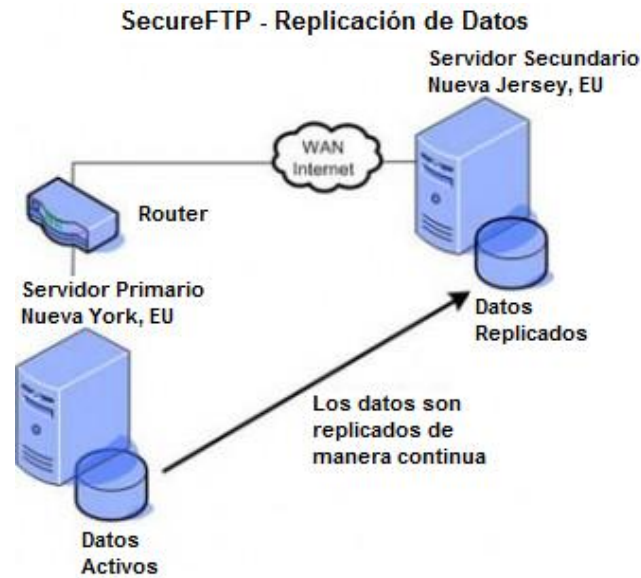 SecureFTP - Replicación de Datos
Servidor Secundario
Nueva Jersey, EU
WAN
Internet
Router
Servidor Primario
Nueva York, EU
Datos
Replicados
Los datos son
replicados de
manera continua
Datos
Activos